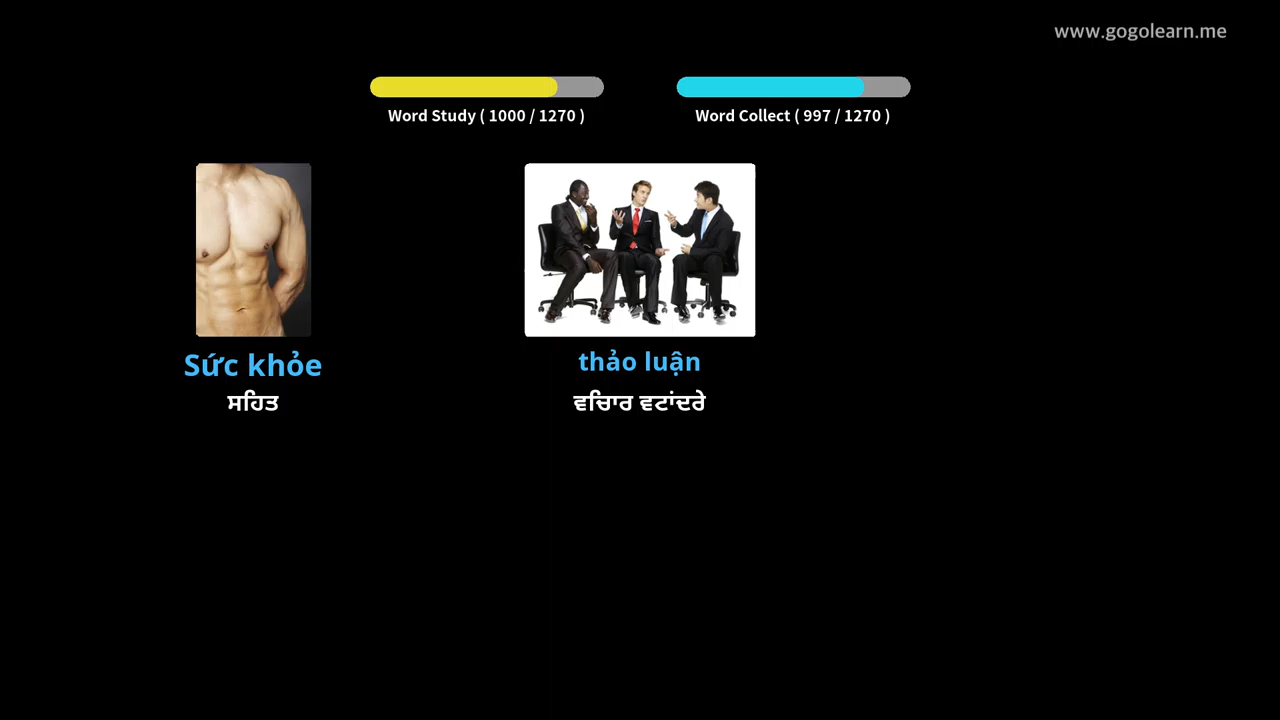 www.gogolearn.me
Word Study ( 1000 / 1270 )
Word Collect ( 997 / 1270 )
Sức khỏe
ਸਹਿਤ
thảo luận
ਵਿਚਾਰ ਵਟਾਂਦਰੇ